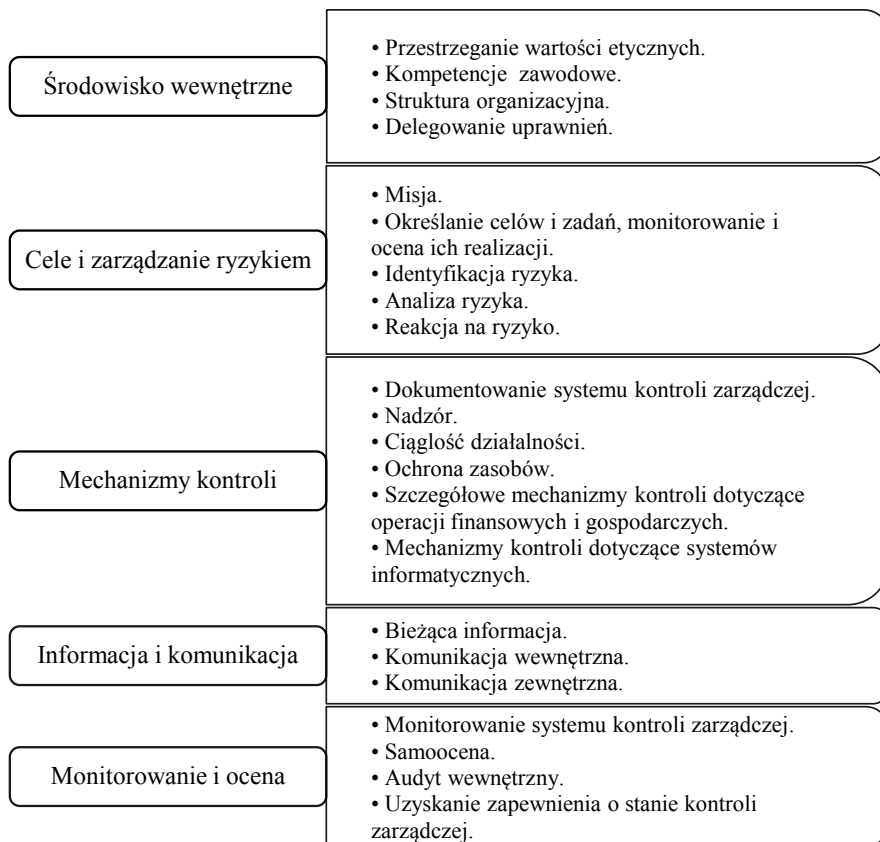 Środowisko wewnętrzne
• Przestrzeganie wartości etycznych.
• Kompetencje zawodowe.
• Struktura organizacyjna.
• Delegowanie uprawnień.
Cele i zarządzanie ryzykiem
• Misja.
• Określanie celów i zadań, monitorowanie i
ocena ich realizacji.
• Identyfikacja ryzyka.
• Analiza ryzyka.
• Reakcja na ryzyko.
Mechanizmy kontroli
• Dokumentowanie systemu kontroli zarządczej.
• Nadzór.
• Ciąglość działalności.
• Ochrona zasobów.
• Szczegółowe mechanizmy kontroli dotyczące
operacji finansowych i gospodarczych.
• Mechanizmy kontroli dotyczące systemów
informatycznych.
Informacja i komunikacja
• Bieżąca informacja.
• Komunikacja wewnętrzna.
• Komunikacja zewnętrzna.
Monitorowanie i ocena
• Monitorowanie systemu kontroli zarządczej.
• Samoocena.
• Audyt wewnętrzny.
• Uzyskanie zapewnienia o stanie kontroli
zarządczej.